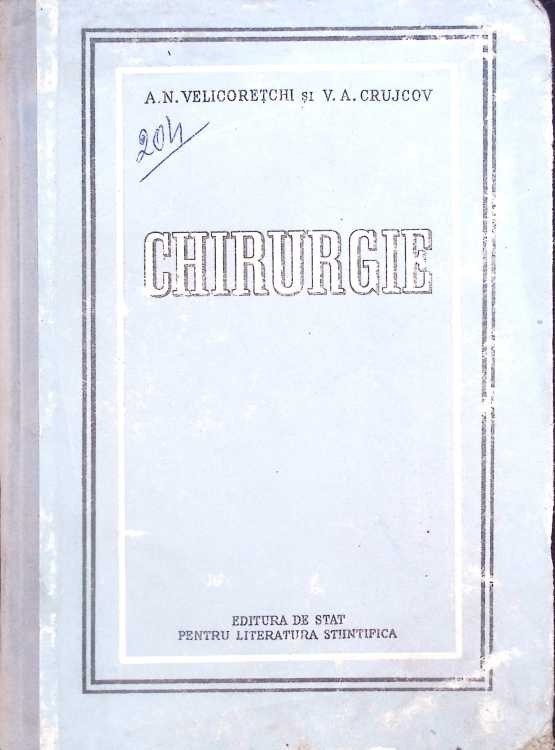 A.N. VELICOREȚCHI ȘI V.A. CRUJCOV
204
CHIRURGIE
EDITURA DE STAT
PENTRU LITERATURA STIINTIFICA